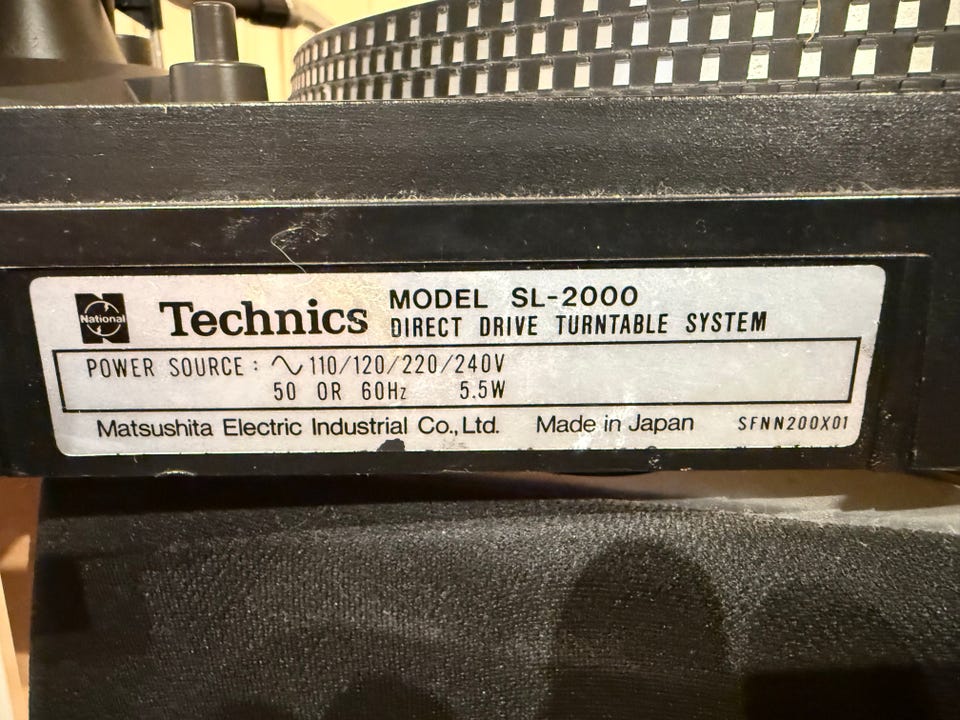 National
Technics
MODEL SL-2000
DIRECT DRIVE TURNTABLE SYSTEM
POWER SOURCE : ∿ 110/120/220/240V
50 OR 60Hz 5.5W
Matsushita Electric Industrial Co., Ltd. Made in Japan SFNN200X01